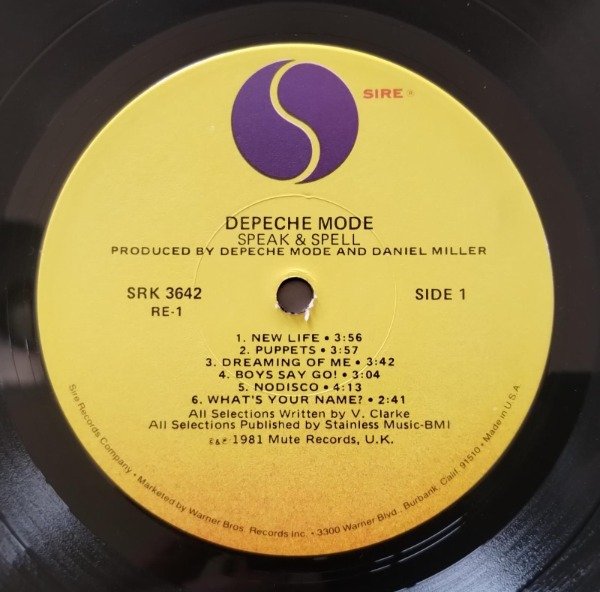 SIRE ®
DEPECHE MODE
SPEAK & SPELL
PRODUCED BY DEPECHE MODE AND DANIEL MILLER
SRK 3642
RE-1
SIDE 1
1. NEW LIFE • 3:56
2. PUPPETS • 3:57
3. DREAMING OF ME • 3:42
4. BOYS SAY GO! • 3:04
5. NODISCO • 4:13
6. WHAT'S YOUR NAME? • 2:41
All Selections Written by V. Clarke
All Selections Published by Stainless Music-BMI
©&℗ 1981 Mute Records, U.K.
Sire Records Company • Marketed by Warner Bros. Records Inc. • 3300 Warner Blvd., Burbank, Calif. 91510 • Made in U.S.A.